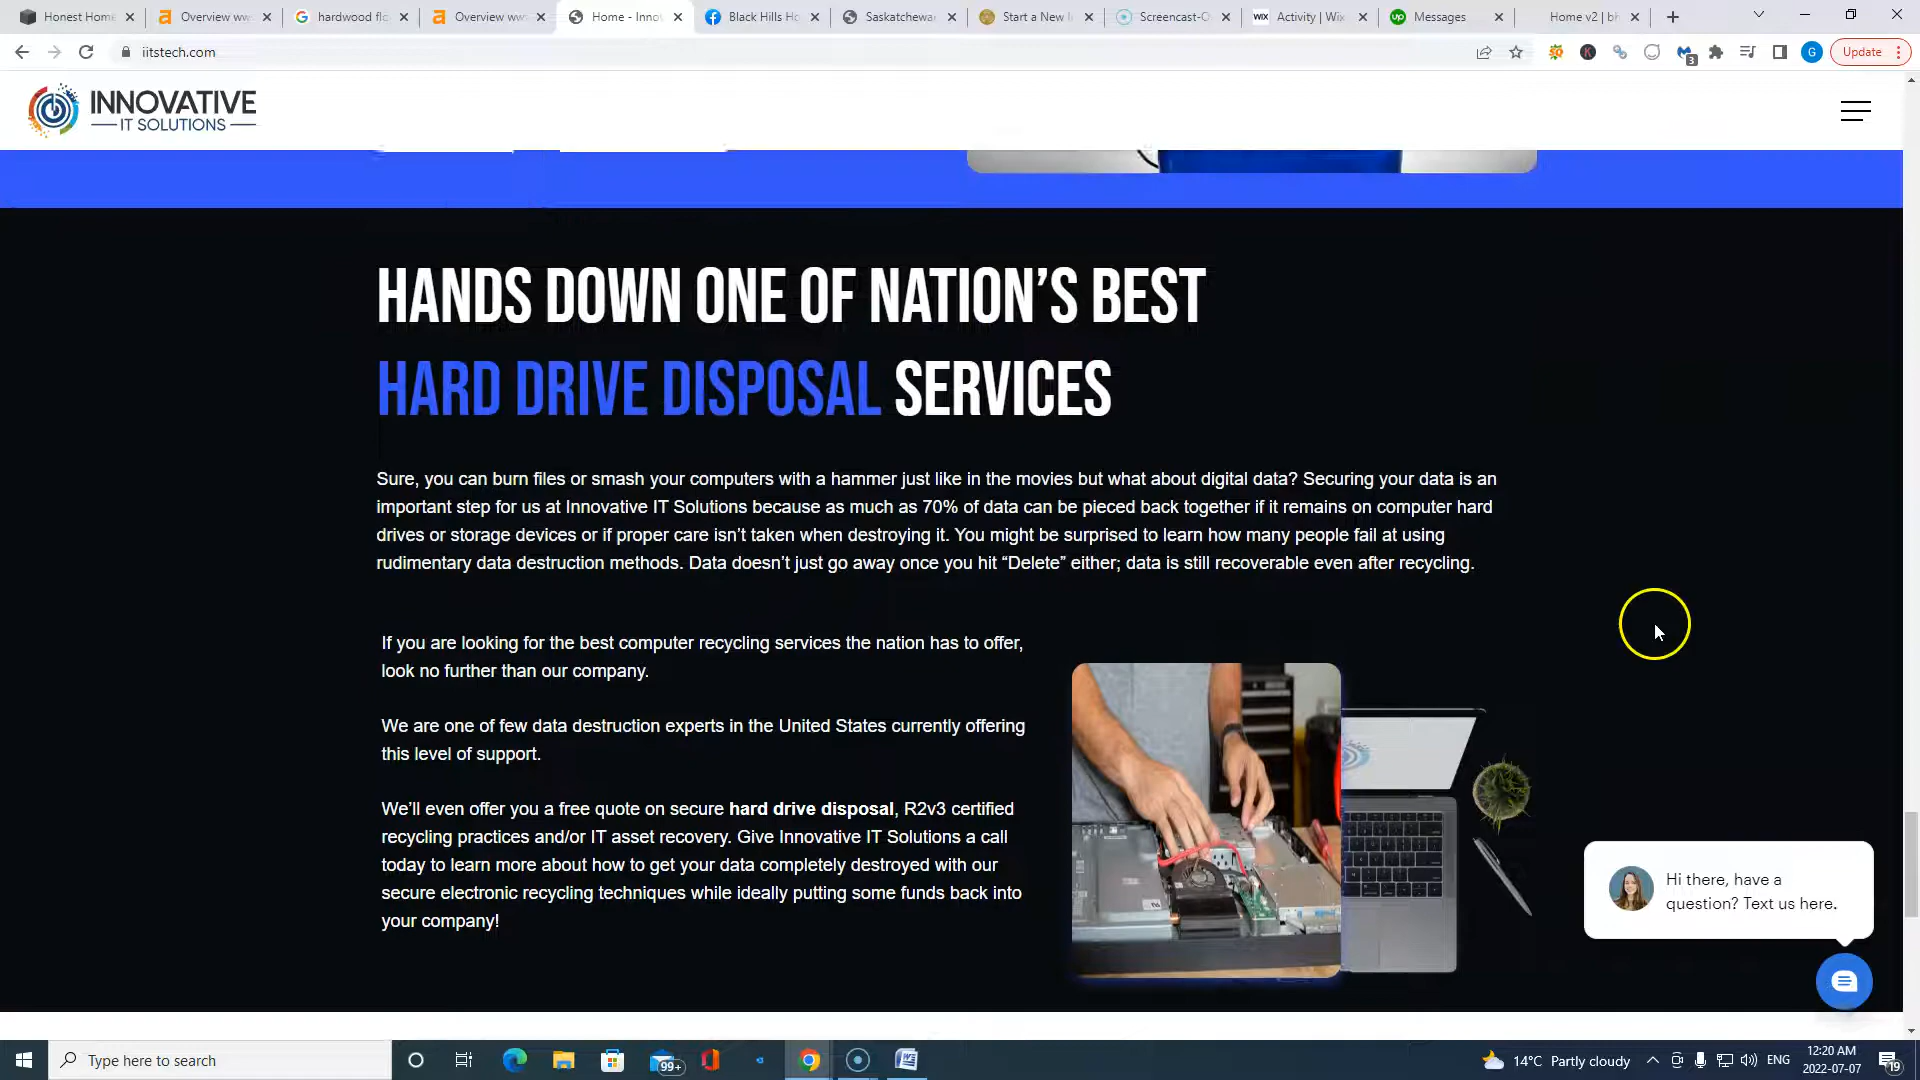 Honest Home
Overview ww
hardwood flo
Overview ww
Home - Inno
Black Hills Ho
Saskatchewa
Start a New
Screencast-O
WIX
Activity | Wix
up
Messages
Home v2 | bh
iitstech.com
K
3
G
Update
INNOVATIVE
IT SOLUTIONS
HANDS DOWN ONE OF NATION’S BEST
HARD DRIVE DISPOSAL SERVICES
Sure, you can burn files or smash your computers with a hammer just like in the movies but what about digital data? Securing your data is an
important step for us at Innovative IT Solutions because as much as 70% of data can be pieced back together if it remains on computer hard
drives or storage devices or if proper care isn’t taken when destroying it. You might be surprised to learn how many people fail at using
rudimentary data destruction methods. Data doesn’t just go away once you hit “Delete” either; data is still recoverable even after recycling.
If you are looking for the best computer recycling services the nation has to offer,
look no further than our company.
We are one of few data destruction experts in the United States currently offering
this level of support.
We’ll even offer you a free quote on secure hard drive disposal, R2v3 certified
recycling practices and/or IT asset recovery. Give Innovative IT Solutions a call
today to learn more about how to get your data completely destroyed with our
secure electronic recycling techniques while ideally putting some funds back into
your company!
Hi there, have a
question? Text us here.
Type here to search
99+
14°C Partly cloudy
ENG
12:20 AM
2022-07-07
19